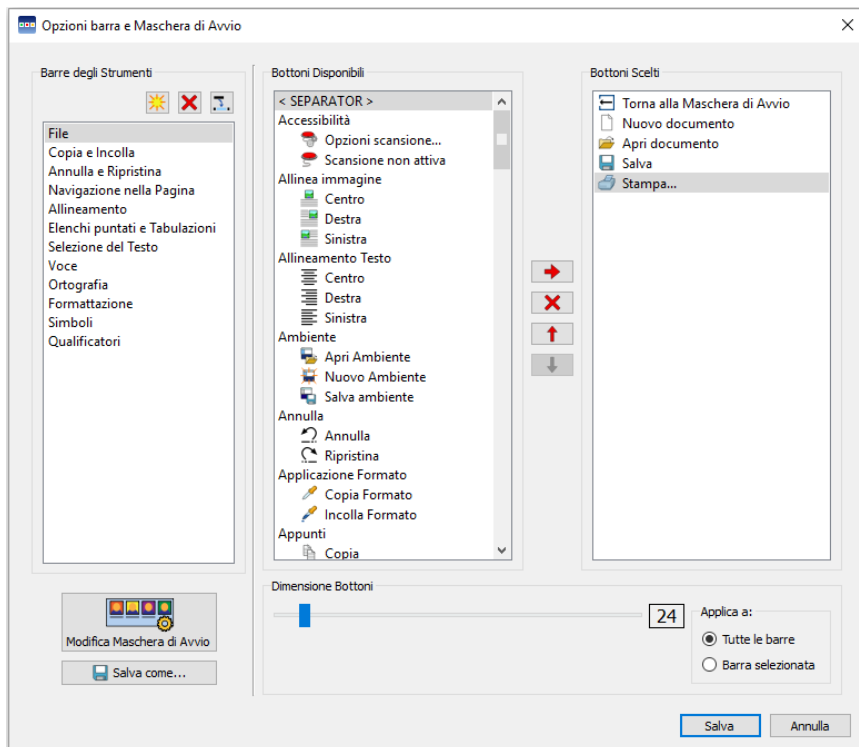 Opzioni barra e Maschera di Avvio
Barre degli Strumenti
File
Copia e Incolla
Annulla e Ripristina
Navigazione nella Pagina
Allineamento
Elenchi puntati e Tabulazioni
Selezione del Testo
Voce
Ortografia
Formattazione
Simboli
Qualificatori
Modifica Maschera di Avvio
Salva come...
Bottoni Disponibili
< SEPARATOR >
Accessibilità
Opzioni scansione...
Scansione non attiva
Allinea immagine
Centro
Destra
Sinistra
Allineamento Testo
Centro
Destra
Sinistra
Ambiente
Apri Ambiente
Nuovo Ambiente
Salva ambiente
Annulla
Annulla
Ripristina
Applicazione Formato
Copia Formato
Incolla Formato
Appunti
Copia
Bottoni Scelti
Torna alla Maschera di Avvio
Nuovo documento
Apri documento
Salva
Stampa...
Dimensione Bottoni
24
Applica a:
Tutte le barre
Barra selezionata
Salva
Annulla